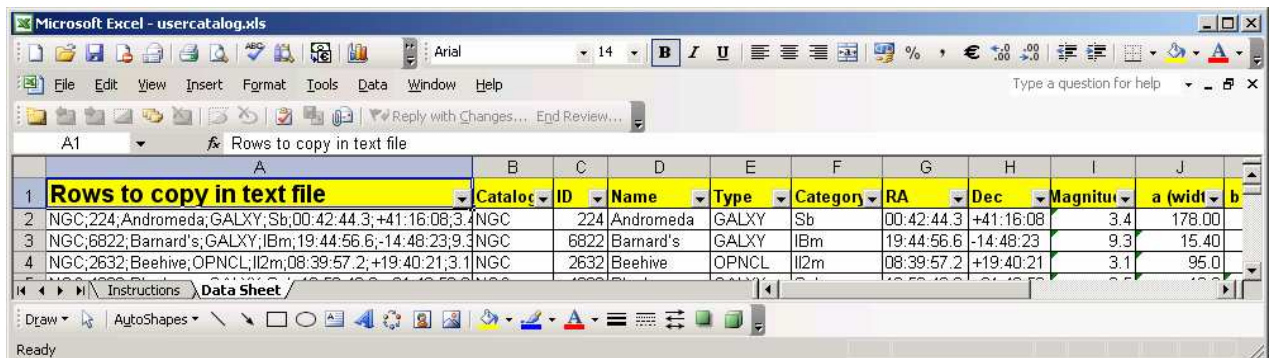 Microsoft Excel - usercatalog.xls
Arial 14 B I U % , €
File Edit View Insert Format Tools Data Window Help Type a question for help
Reply with Changes... End Review...
A1 fx Rows to copy in text file
A B C D E F G H I J
1 Rows to copy in text file Catalog ID Name Type Category RA Dec Magnitu a (widt b
2 NGC;224;Andromeda;GALXY;Sb;00:42:44.3;+41:16:08;3.4 NGC 224 Andromeda GALXY Sb 00:42:44.3 +41:16:08 3.4 178.00
3 NGC;6822;Barnard's;GALXY;IBm;19:44:56.6;-14:48:23;9.3 NGC 6822 Barnard's GALXY IBm 19:44:56.6 -14:48:23 9.3 15.40
4 NGC;2632;Beehive;OPNCL;II2m;08:39:57.2;+19:40:21;3.1 NGC 2632 Beehive OPNCL II2m 08:39:57.2 +19:40:21 3.1 95.0
Instructions Data Sheet
Draw AutoShapes
Ready